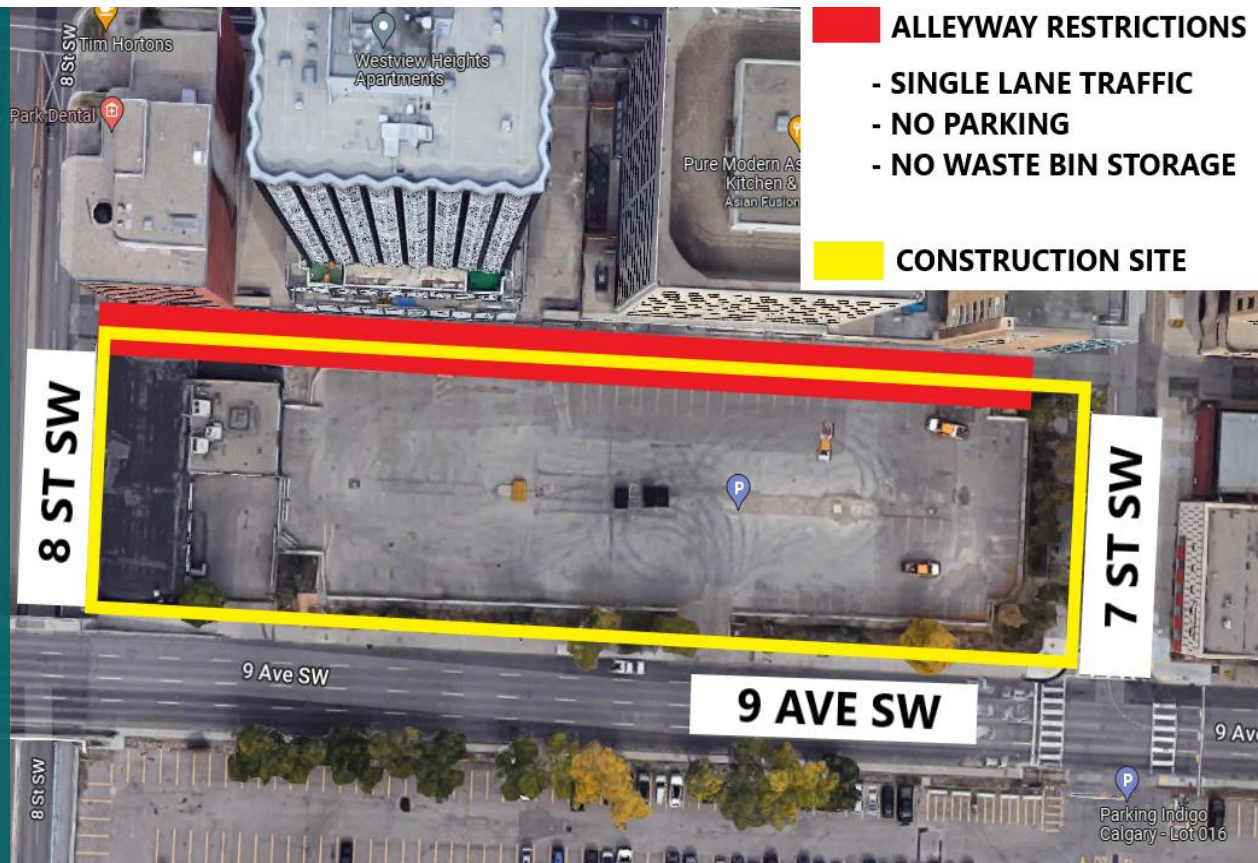 ALLEYWAY RESTRICTIONS
- SINGLE LANE TRAFFIC
- NO PARKING
- NO WASTE BIN STORAGE
CONSTRUCTION SITE
Tim Hortons
8 St SW
Westview Heights
Apartments
Park Dental
Pure Modern As
Kitchen &
Asian Fusion
8 ST SW
7 ST SW
P
9 Ave SW
9 AVE SW
9 Ave
8 St SW
P
Parking Indigo
Calgary - Lot 016